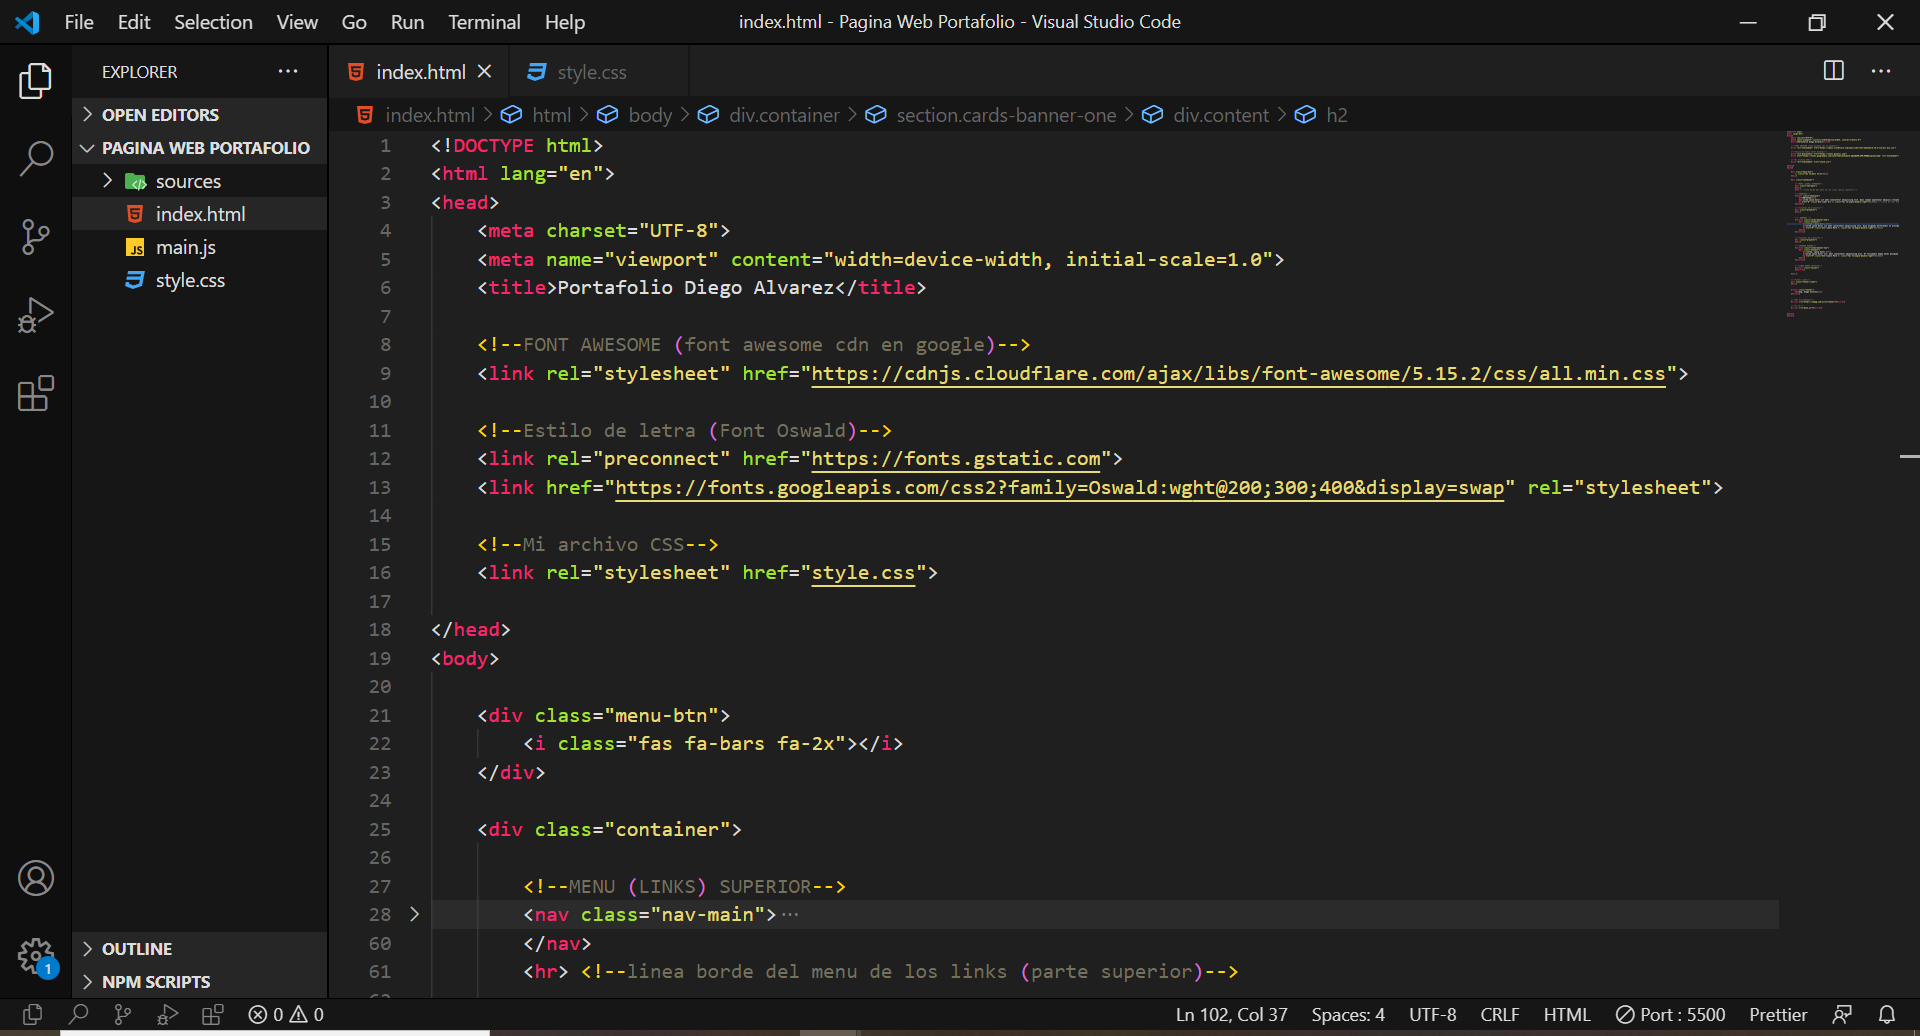 File Edit Selection View Go Run Terminal Help
index.html - Pagina Web Portafolio - Visual Studio Code
EXPLORER
OPEN EDITORS
PAGINA WEB PORTAFOLIO
sources
index.html
JS main.js
style.css
OUTLINE
NPM SCRIPTS
1
index.html
style.css
index.html > html > body > div.container > section.cards-banner-one > div.content > h2
1 <!DOCTYPE html>
2 <html lang="en">
3 <head>
4 <meta charset="UTF-8">
5 <meta name="viewport" content="width=device-width, initial-scale=1.0">
6 <title>Portafolio Diego Alvarez</title>
7
8 <!--FONT AWESOME (font awesome cdn en google)-->
9 <link rel="stylesheet" href="https://cdnjs.cloudflare.com/ajax/libs/font-awesome/5.15.2/css/all.min.css">
10
11 <!--Estilo de letra (Font Oswald)-->
12 <link rel="preconnect" href="https://fonts.gstatic.com">
13 <link href="https://fonts.googleapis.com/css2?family=Oswald:wght@200;300;400&display=swap" rel="stylesheet">
14
15 <!--Mi archivo CSS-->
16 <link rel="stylesheet" href="style.css">
17
18 </head>
19 <body>
20
21 <div class="menu-btn">
22 <i class="fas fa-bars fa-2x"></i>
23 </div>
24
25 <div class="container">
26
27 <!--MENU (LINKS) SUPERIOR-->
28 <nav class="nav-main">···
60 </nav>
61 <hr> <!--linea borde del menu de los links (parte superior)-->
0 0
Ln 102, Col 37 Spaces: 4 UTF-8 CRLF HTML Port : 5500 Prettier